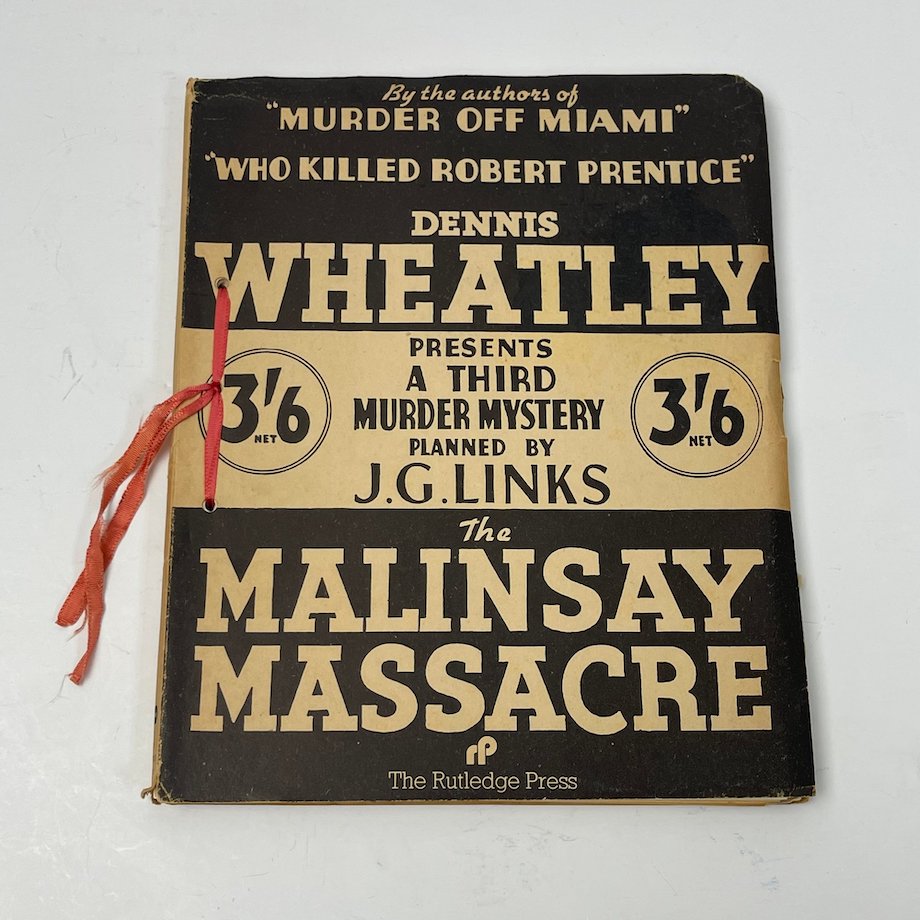 By the authors of
"MURDER OFF MIAMI"
"WHO KILLED ROBERT PRENTICE"
DENNIS
WHEATLEY
PRESENTS
A THIRD
MURDER MYSTERY
PLANNED BY
J.G.LINKS
3'/6
NET
3'/6
NET
The
MALINSAY
MASSACRE
rP
The Rutledge Press